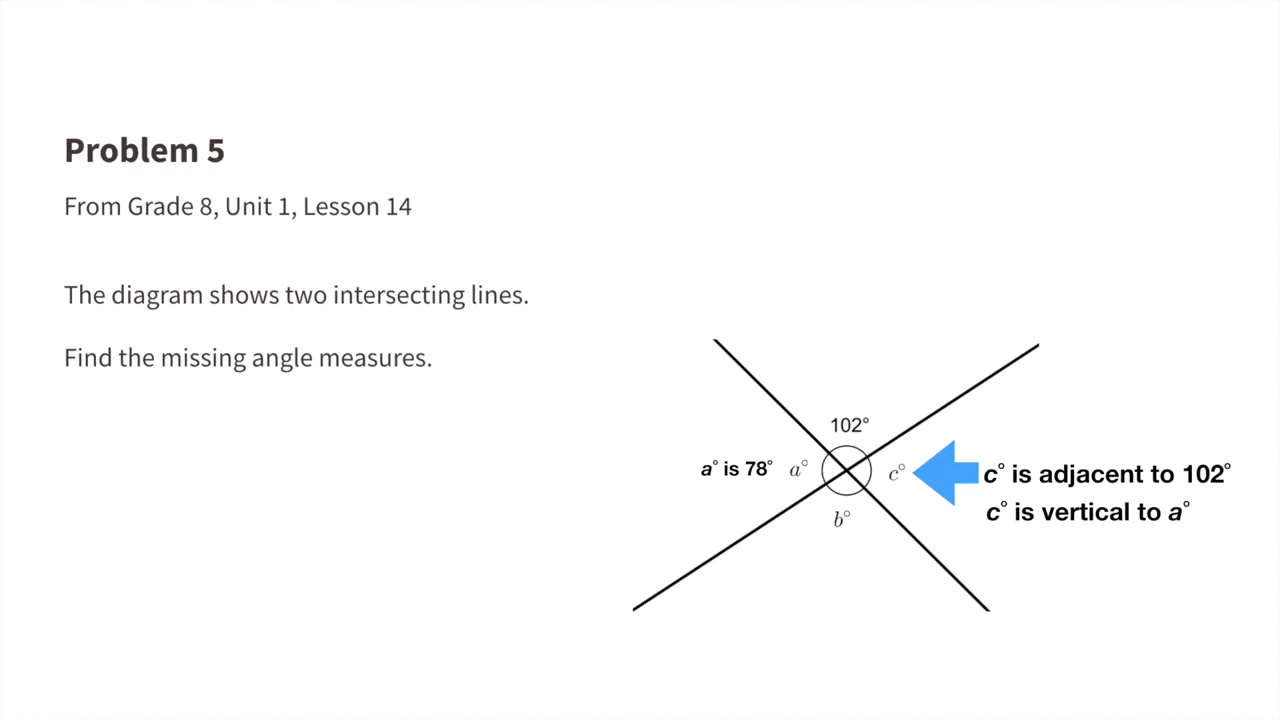 Problem 5
From Grade 8, Unit 1, Lesson 14
The diagram shows two intersecting lines.
Find the missing angle measures.
102°
a° is 78° a° c° c° is adjacent to 102°
c° is vertical to a°
b°